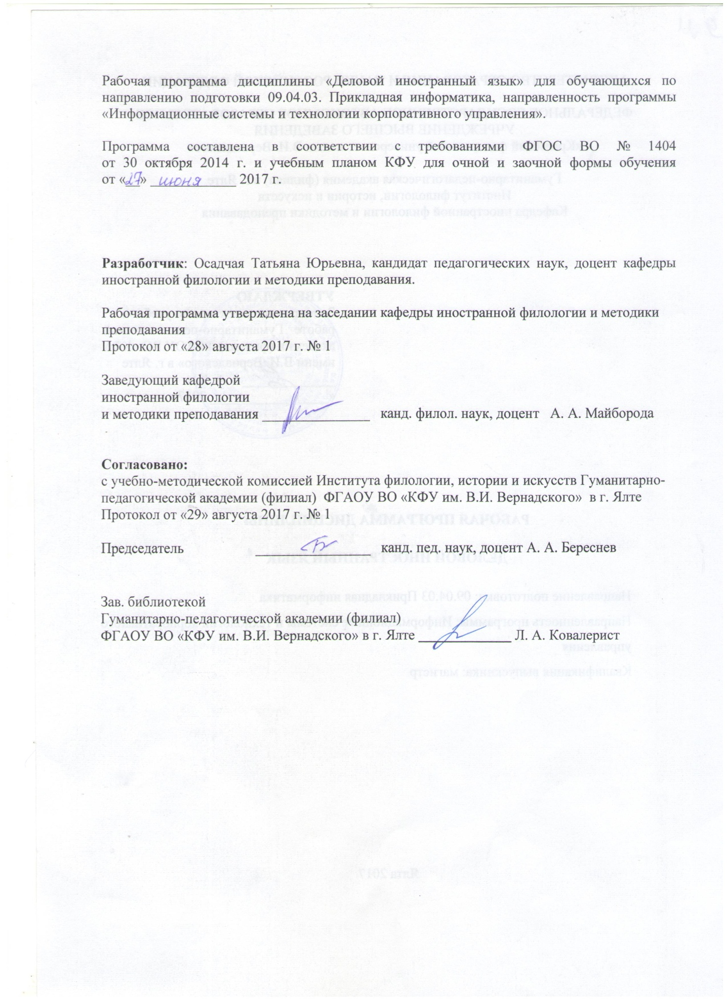 Рабочая программа дисциплины «Деловой иностранный язык» для обучающихся по
направлению подготовки 09.04.03. Прикладная информатика, направленность программы
«Информационные системы и технологии корпоративного управления».
Программа составлена в соответствии с требованиями ФГОС ВО № 1404
от 30 октября 2014 г. и учебным планом КФУ для очной и заочной формы обучения
от «27» июня 2017 г.
Разработчик: Осадчая Татьяна Юрьевна, кандидат педагогических наук, доцент кафедры
иностранной филологии и методики преподавания.
Рабочая программа утверждена на заседании кафедры иностранной филологии и методики
преподавания
Протокол от «28» августа 2017 г. № 1
Заведующий кафедрой
иностранной филологии
и методики преподавания _______________ канд. филол. наук, доцент А. А. Майборода
Согласовано:
с учебно-методической комиссией Института филологии, истории и искусств Гуманитарно-
педагогической академии (филиал) ФГАОУ ВО «КФУ им. В.И. Вернадского» в г. Ялте
Протокол от «29» августа 2017 г. № 1
Председатель _______________ канд. пед. наук, доцент А. А. Береснев
Зав. библиотекой
Гуманитарно-педагогической академии (филиал)
ФГАОУ ВО «КФУ им. В.И. Вернадского» в г. Ялте _____________ Л. А. Ковалерист